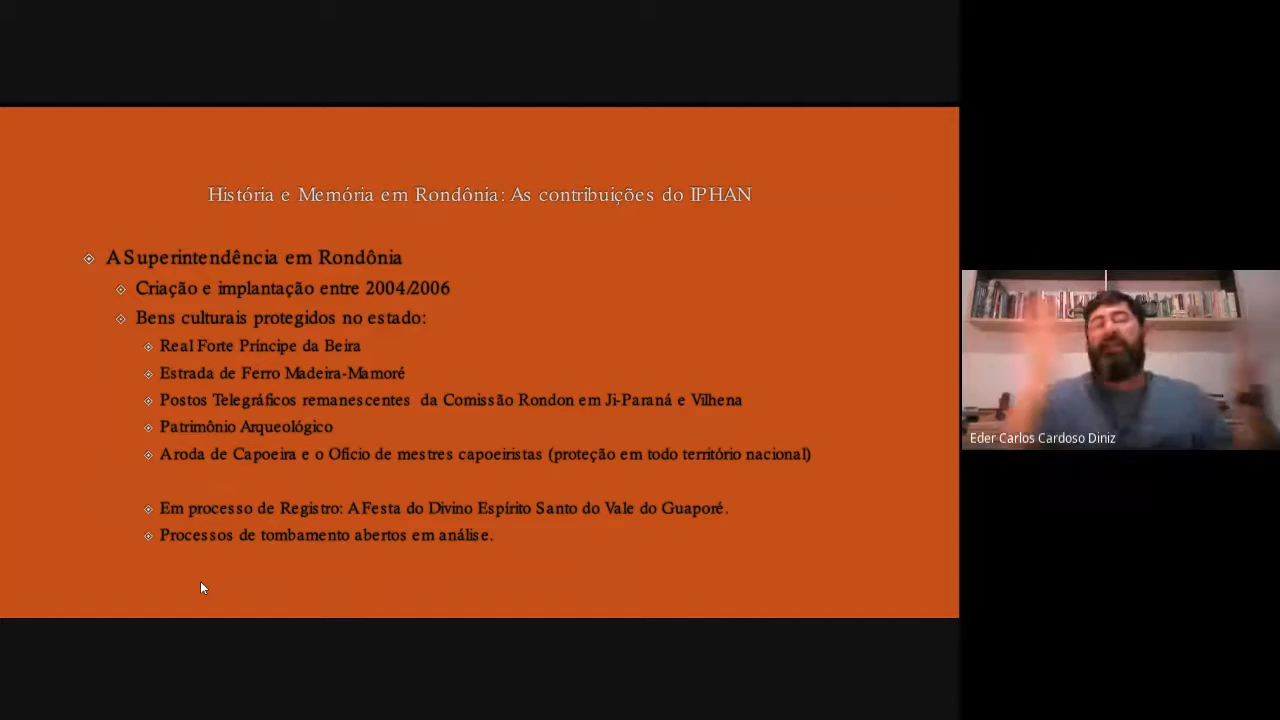 História e Memória em Rondônia: As contribuições do IPHAN
A Superintendência em Rondônia
Criação e implantação entre 2004/2006
Bens culturais protegidos no estado:
Real Forte Príncipe da Beira
Estrada de Ferro Madeira-Mamoré
Postos Telegráficos remanescentes da Comissão Rondon em Ji-Paraná e Vilhena
Patrimônio Arqueológico
A roda de Capoeira e o Ofício de mestres capoeiristas (proteção em todo território nacional)
Em processo de Registro: A Festa do Divino Espírito Santo do Vale do Guaporé.
Processos de tombamento abertos em análise.
Eder Carlos Cardoso Diniz